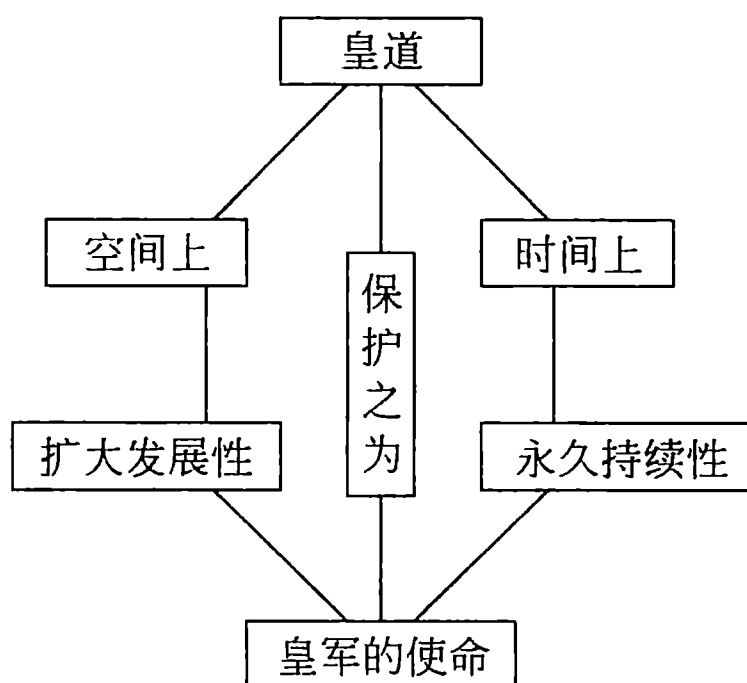 皇道
空间上
时间上
保护之为
扩大发展性
永久持续性
皇军的使命